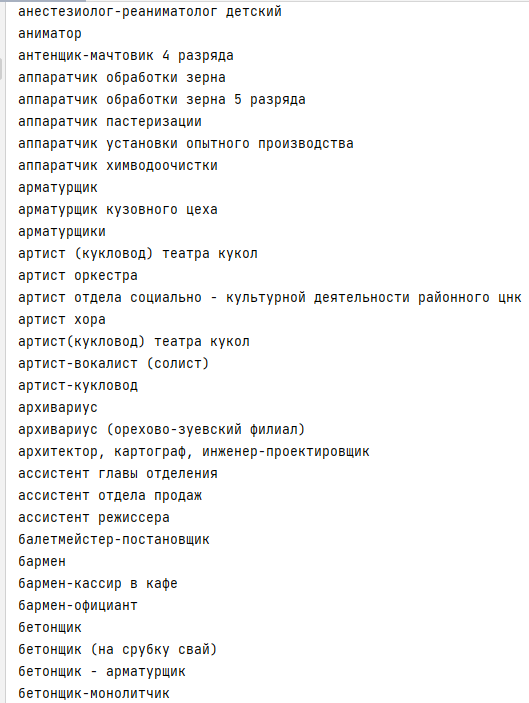 анестезиолог-реаниматолог детский
аниматор
антенщик-мачтовик 4 разряда
аппаратчик обработки зерна
аппаратчик обработки зерна 5 разряда
аппаратчик пастеризации
аппаратчик установки опытного производства
аппаратчик химводоочистки
арматурщик
арматурщик кузовного цеха
арматурщики
артист (кукловод) театра кукол
артист оркестра
артист отдела социально - культурной деятельности районного цнк
артист хора
артист(кукловод) театра кукол
артист-вокалист (солист)
артист-кукловод
архивариус
архивариус (орехово-зуевский филиал)
архитектор, картограф, инженер-проектировщик
ассистент главы отделения
ассистент отдела продаж
ассистент режиссера
балетмейстер-постановщик
бармен
бармен-кассир в кафе
бармен-официант
бетонщик
бетонщик (на срубку свай)
бетонщик - арматурщик
бетонщик-монолитчик